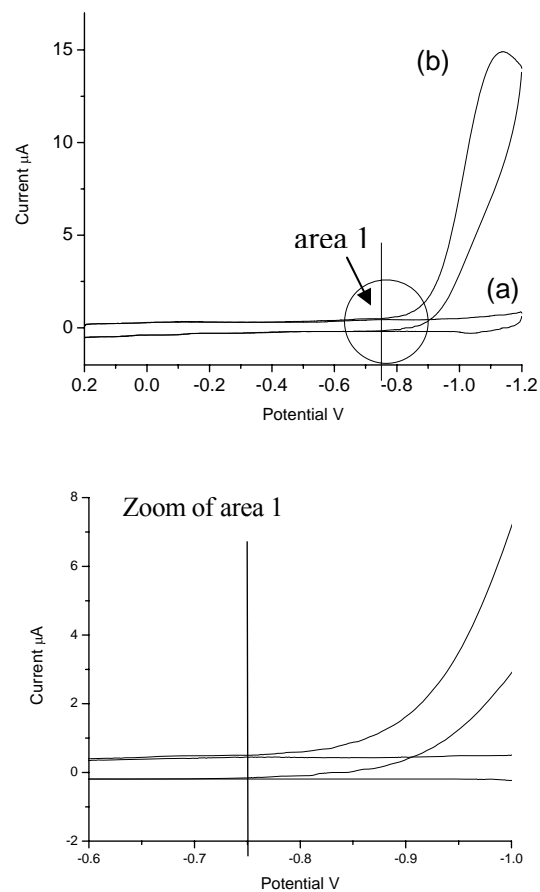 15
(b)
10
Current µA
area 1
5
(a)
0
0.2 0.0 -0.2 -0.4 -0.6 -0.8 -1.0 -1.2
Potential V
Zoom of area 1
8
6
4
Current µA
2
0
-2
-0.6 -0.7 -0.8 -0.9 -1.0
Potential V